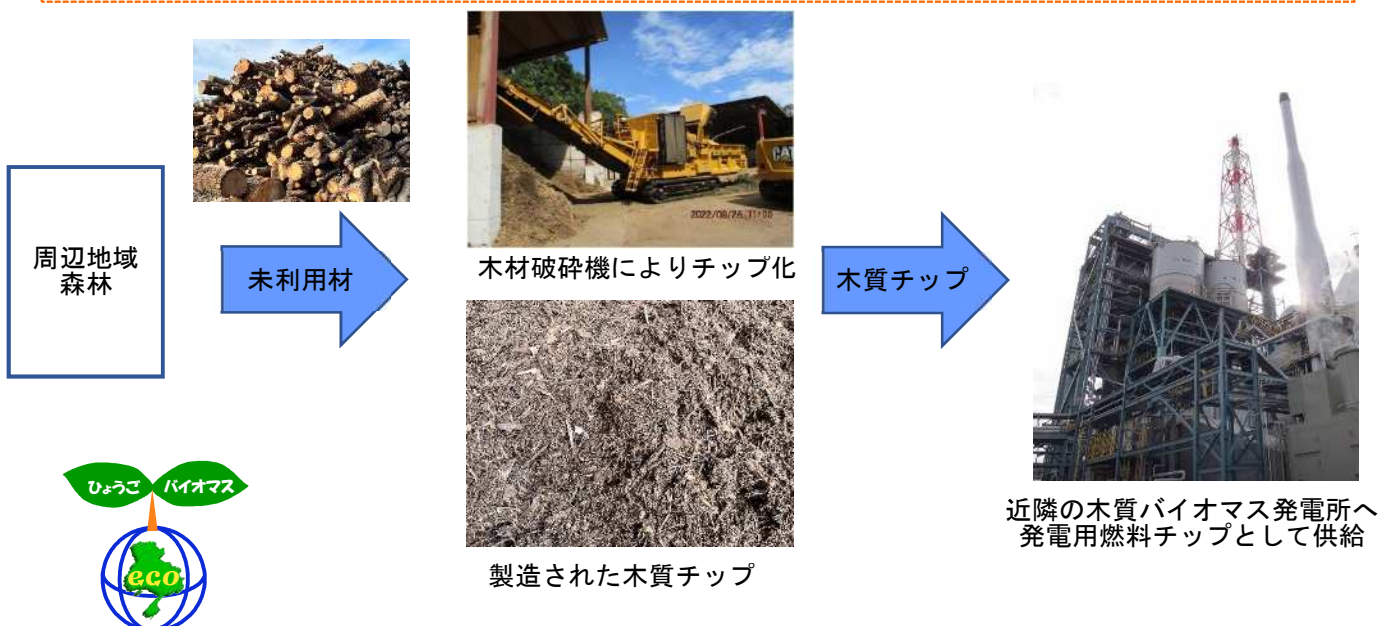 周辺地域
森林
未利用材
CAT
2022/08/26 11:00
木材破砕機によりチップ化
木質チップ
製造された木質チップ
近隣の木質バイオマス発電所へ
発電用燃料チップとして供給
ひょうご バイオマス
eco